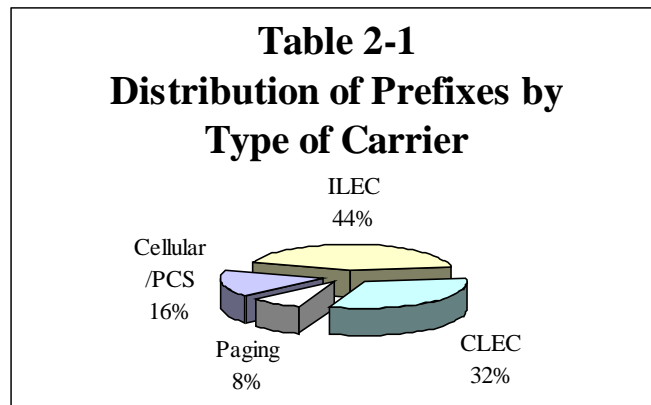 Table 2-1
Distribution of Prefixes by
Type of Carrier
ILEC
44%
Cellular
/PCS
16%
Paging
8%
CLEC
32%